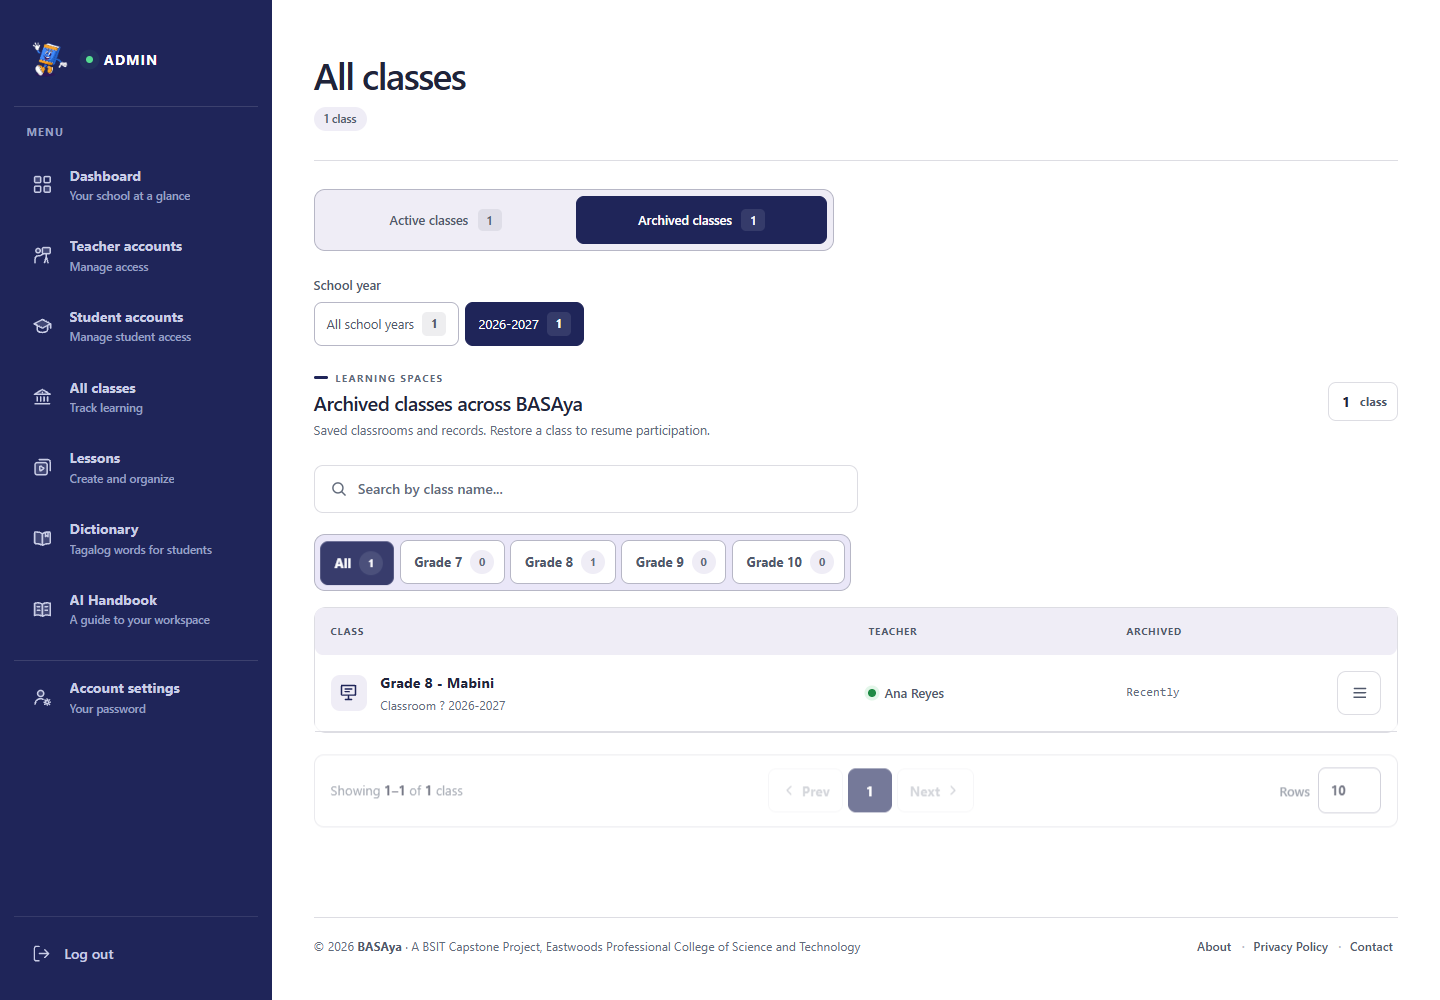 ADMIN
MENU
Dashboard
Your school at a glance
Teacher accounts
Manage access
Student accounts
Manage student access
All classes
Track learning
Lessons
Create and organize
Dictionary
Tagalog words for students
AI Handbook
A guide to your workspace
Account settings
Your password
Log out
All classes
1 class
Active classes 1
Archived classes 1
School year
All school years 1
2026-2027 1
LEARNING SPACES
Archived classes across BASAya
Saved classrooms and records. Restore a class to resume participation.
1 class
Search by class name...
All 1
Grade 7 0
Grade 8 1
Grade 9 0
Grade 10 0
CLASS TEACHER ARCHIVED
Grade 8 - Mabini
Classroom ? 2026-2027
Ana Reyes
Recently
Showing 1–1 of 1 class
Prev 1 Next
Rows 10
© 2026 BASAya · A BSIT Capstone Project, Eastwoods Professional College of Science and Technology
About · Privacy Policy · Contact